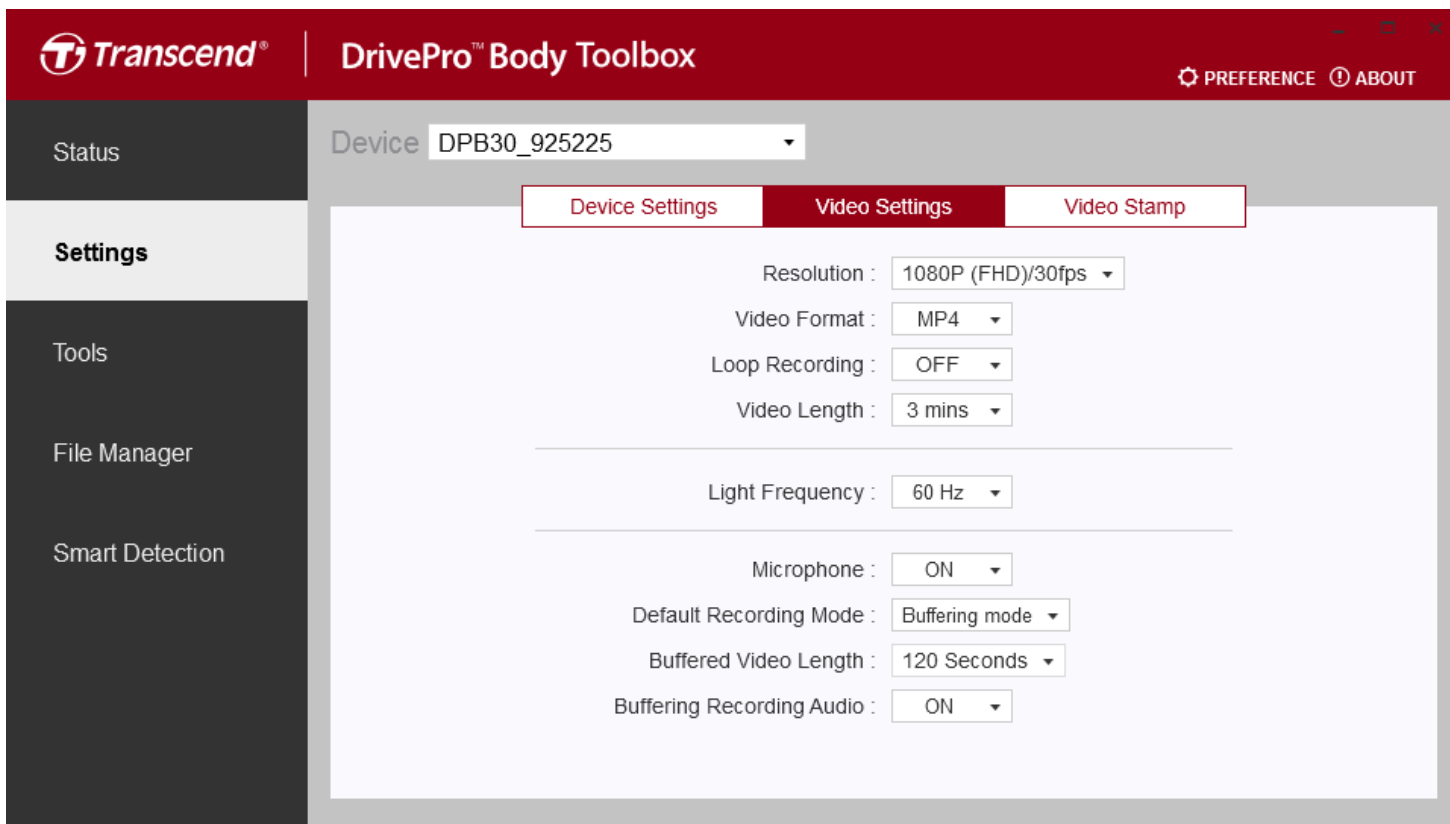 Transcend® DrivePro™ Body Toolbox
PREFERENCE ABOUT
Status
Settings
Tools
File Manager
Smart Detection
Device DPB30_925225
Device Settings Video Settings Video Stamp
Resolution : 1080P (FHD)/30fps
Video Format : MP4
Loop Recording : OFF
Video Length : 3 mins
Light Frequency : 60 Hz
Microphone : ON
Default Recording Mode : Buffering mode
Buffered Video Length : 120 Seconds
Buffering Recording Audio : ON